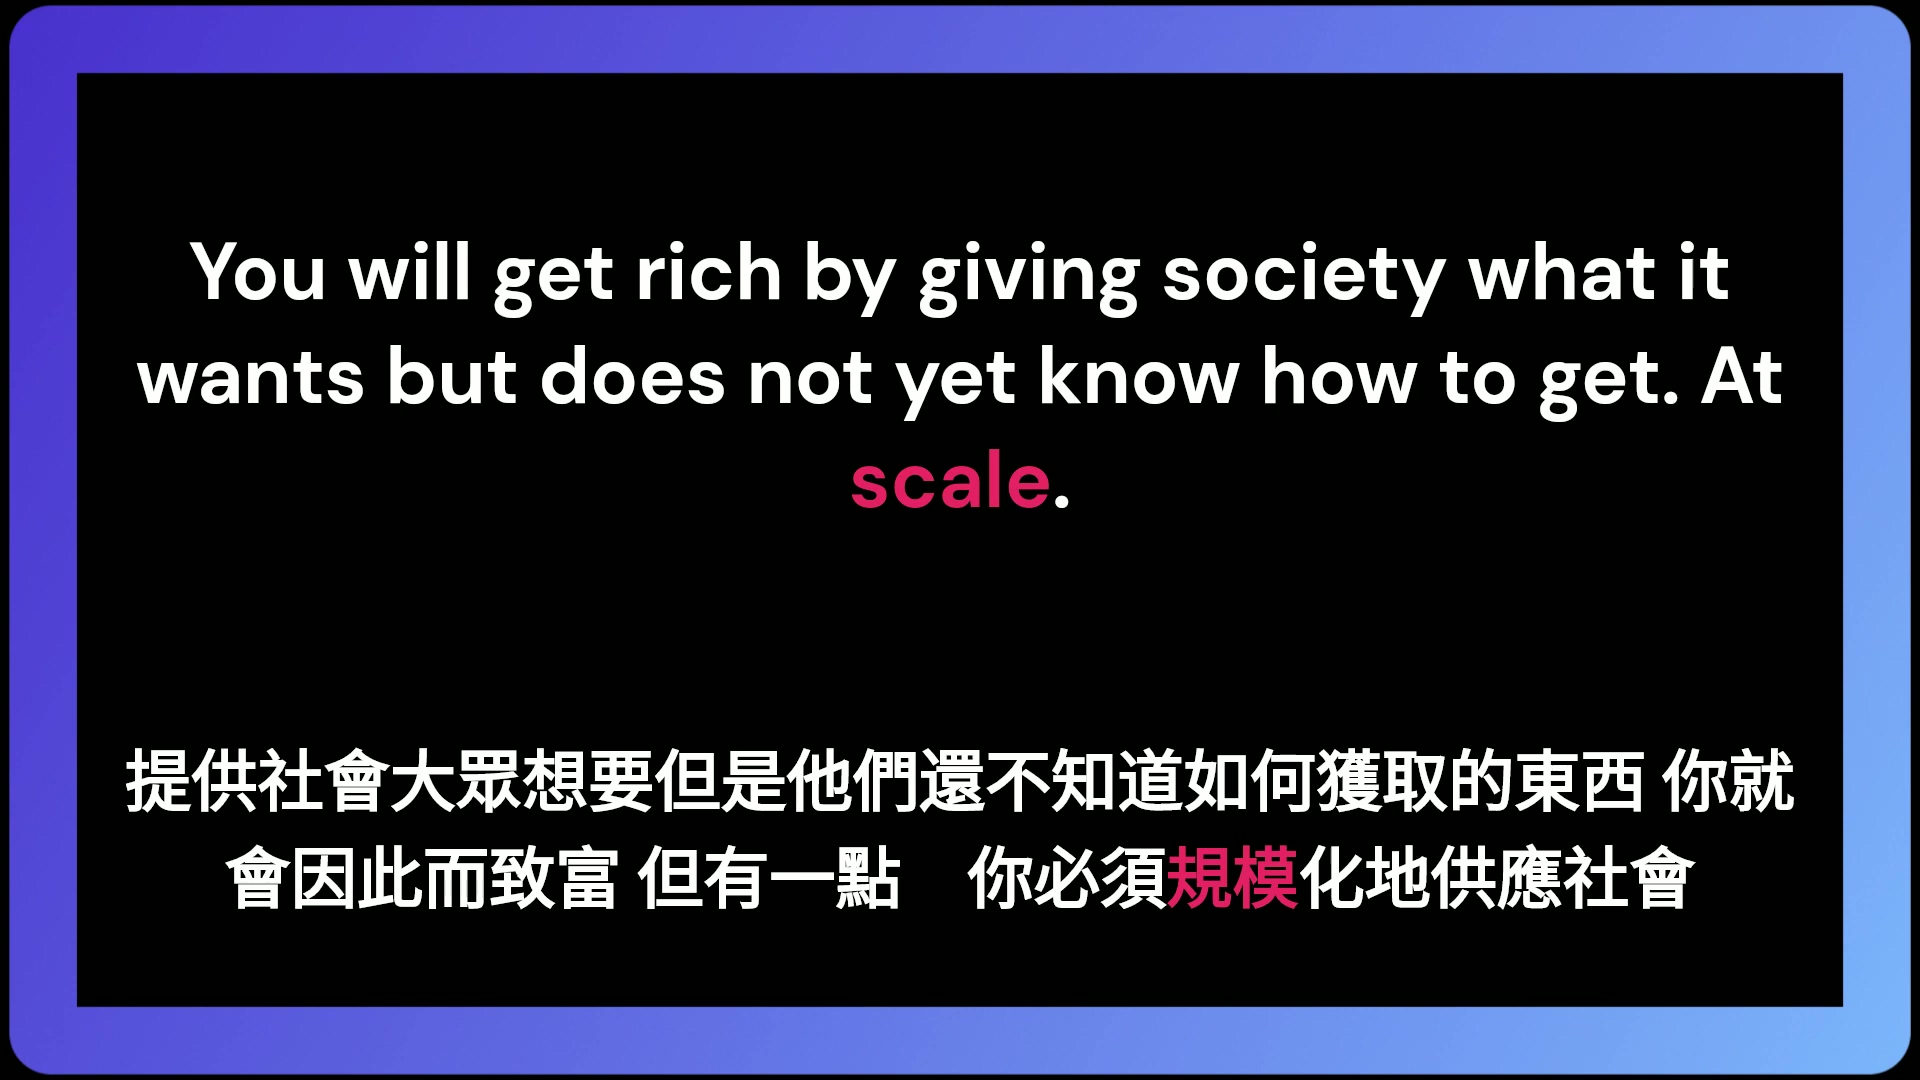 You will get rich by giving society what it
wants but does not yet know how to get. At
scale.
提供社會大眾想要但是他們還不知道如何獲取的東西 你就
會因此而致富 但有一點　你必須規模化地供應社會